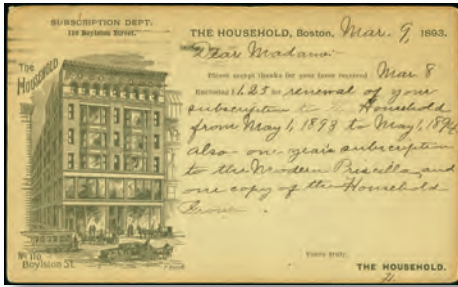 SUBSCRIPTION DEPT:
110 Boylston Street.
THE HOUSEHOLD, Boston, Mar. 9, 1893.
Dear Madam:
The
HOUSEHOLD
Please accept thanks for your favor received Mar 8
Enclosing $1.25 for renewal of your
subscription to the Household
from May 1, 1893 to May 1, 1894
also one year's subscription
to the Modern Priscilla, and
one copy of the Household
No 110
Boylston St.
Yours truly,
THE HOUSEHOLD.
H.